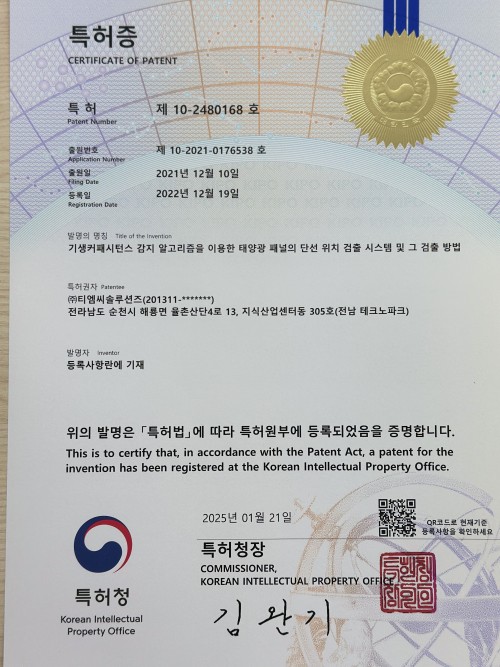 특허증
CERTIFICATE OF PATENT
특 허 제 10-2480168 호
Patent Number
출원번호 제 10-2021-0176538 호
Application Number
출원일 2021년 12월 10일
Filing Date
등록일 2022년 12월 19일
Registration Date
발명의 명칭 Title of the Invention
기생커패시턴스 감지 알고리즘을 이용한 태양광 패널의 단선 위치 검출 시스템 및 그 검출 방법
특허권자 Patentee
㈜티엠씨솔루션즈(201311-*******)
전라남도 순천시 해룡면 율촌산단4로 13, 지식산업센터동 305호(전남 테크노파크)
발명자 Inventor
등록사항란에 기재
위의 발명은 「특허법」에 따라 특허원부에 등록되었음을 증명합니다.
This is to certify that, in accordance with the Patent Act, a patent for the
invention has been registered at the Korean Intellectual Property Office.
2025년 01월 21일
QR코드로 현재기준
등록사항을 확인하세요
특허청장
COMMISSIONER,
KOREAN INTELLECTUAL PROPERTY OFFICE
김완기
특허청
Korean Intellectual
Property Office